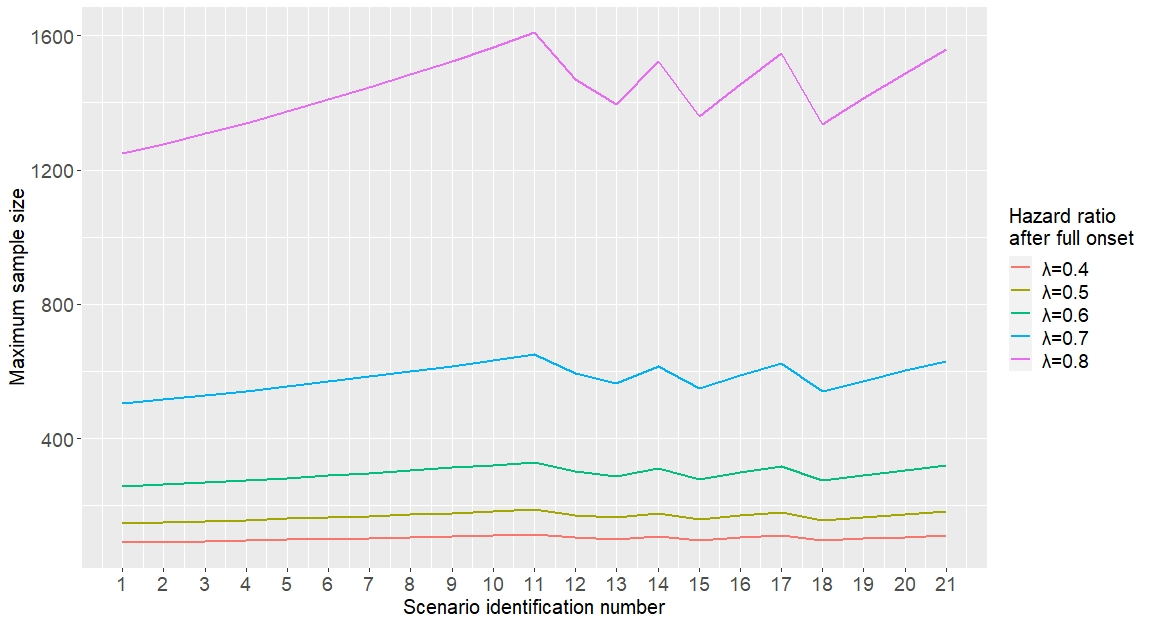 1600
1200
800
400
Maximum sample size
1 2 3 4 5 6 7 8 9 10 11 12 13 14 15 16 17 18 19 20 21
Scenario identification number
Hazard ratio
after full onset
λ=0.4
λ=0.5
λ=0.6
λ=0.7
λ=0.8